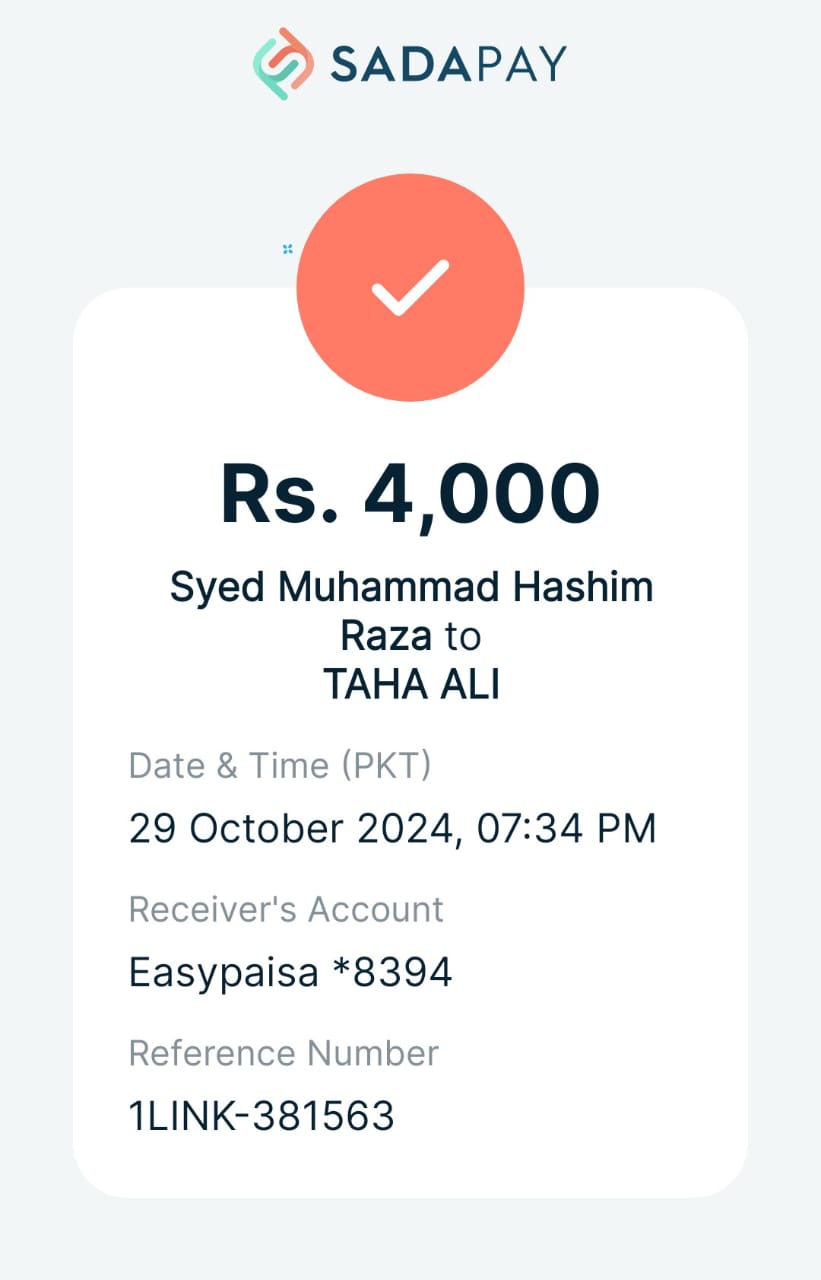 SADAPAY
Rs. 4,000
Syed Muhammad Hashim
Raza to
TAHA ALI
Date & Time (PKT)
29 October 2024, 07:34 PM
Receiver's Account
Easypaisa *8394
Reference Number
1LINK-381563